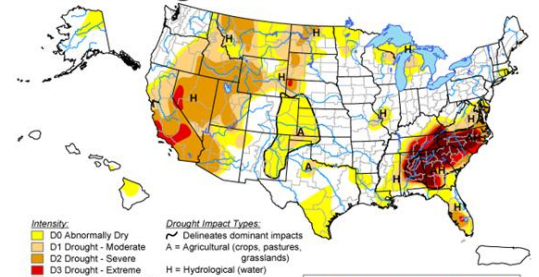 H
H
H
H
H
H
A
A
H
H
H
H
H
Intensity:
D0 Abnormally Dry
D1 Drought - Moderate
D2 Drought - Severe
D3 Drought - Extreme
Drought Impact Types:
Delineates dominant impacts
A = Agricultural (crops, pastures,
grasslands)
H = Hydrological (water)